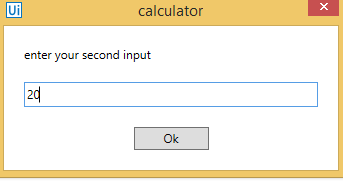 Ui calculator
enter your second input
20
Ok